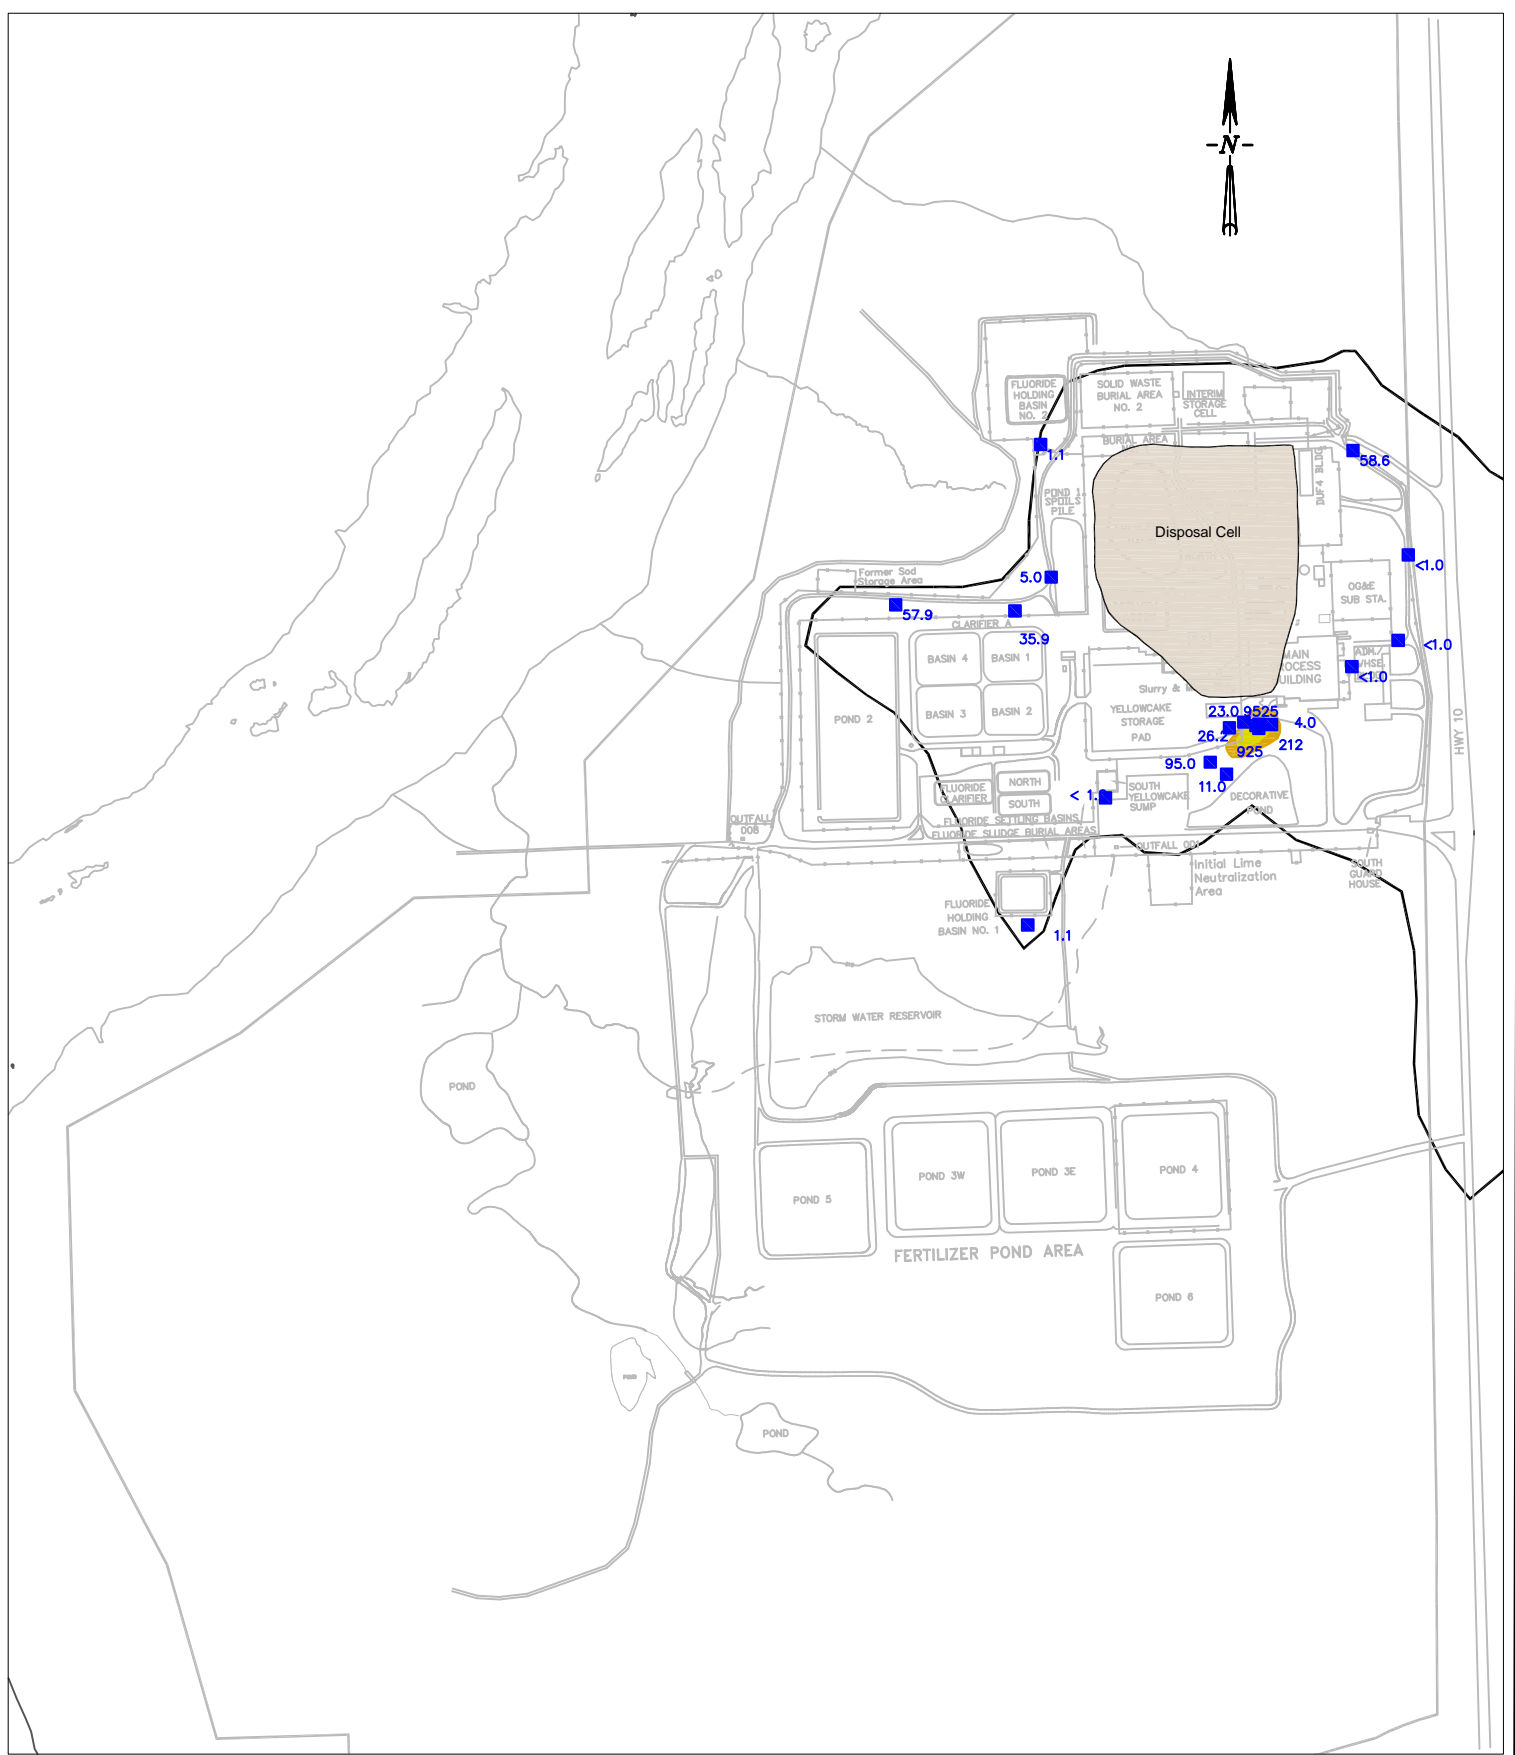 N
FLUORIDE
HOLDING
BASIN
NO. 2
SOLID WASTE
BURIAL AREA
NO. 2
INTERIM
STORAGE
CELL
BURIAL AREA
1.1
58.6
DUF4 BLDG
POND 1
SPOILS
PILE
Disposal Cell
<1.0
Former Sod
Storage Area
5.0
57.9
35.9
CLARIFIER A
OG&E
SUB STA.
<1.0
BASIN 4
BASIN 1
MAIN
PROCESS
BUILDING
ADM./
<1.0
Slurry &
BASIN 3
BASIN 2
POND 2
YELLOWCAKE
STORAGE
PAD
23.0
9525
4.0
26.2
925
212
HWY 10
95.0
11.0
FLUORIDE
CLARIFIER
NORTH
SOUTH
< 1.0
SOUTH
YELLOWCAKE
SUMP
DECORATIVE
POND
OUTFALL
008
FLUORIDE SETTLING BASINS
FLUORIDE SLUDGE BURIAL AREAS
OUTFALL
Initial Lime
Neutralization
Area
SOUTH
GUARD
HOUSE
FLUORIDE
HOLDING
BASIN NO. 1
1.1
STORM WATER RESERVOIR
POND
POND 5
POND 3W
POND 3E
POND 4
FERTILIZER POND AREA
POND 6
POND
POND